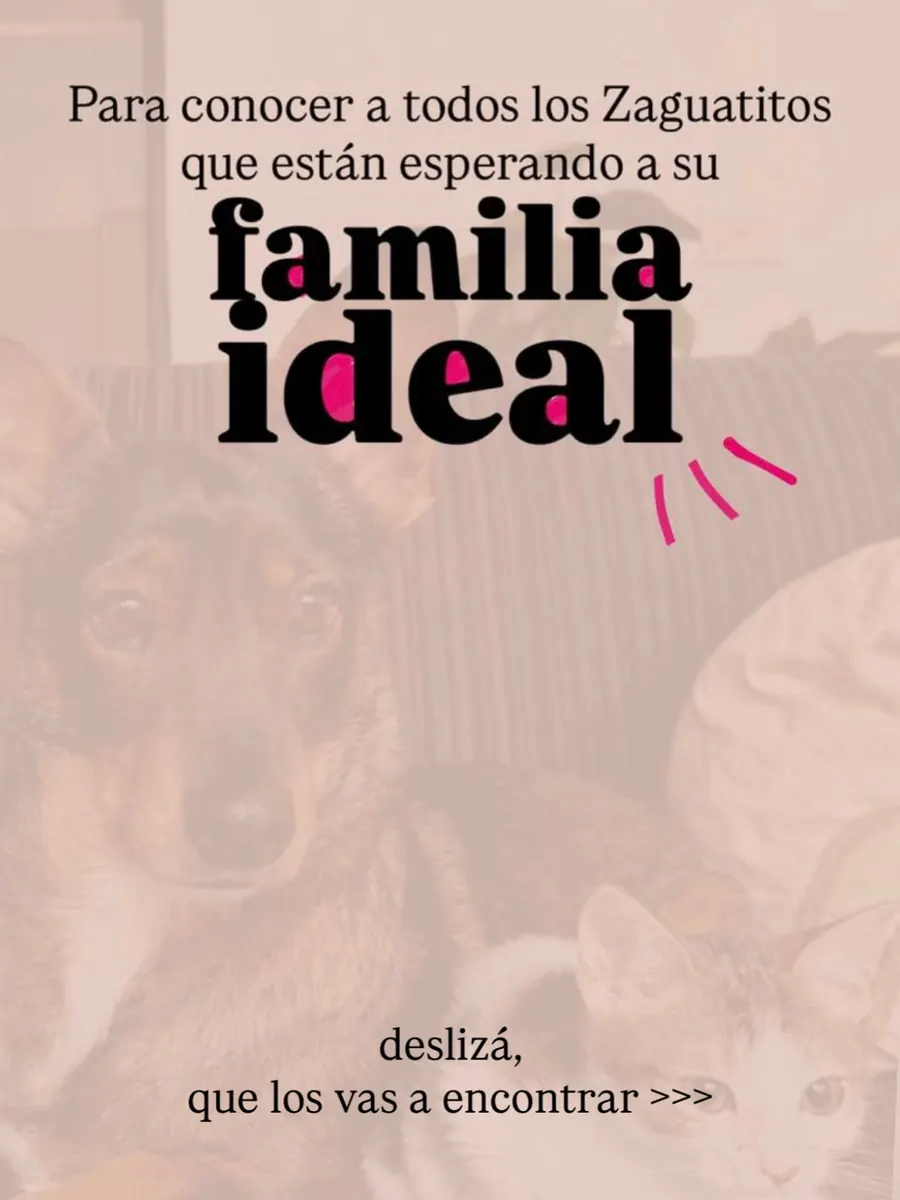 Para conocer a todos los Zaguatitos
que están esperando a su
familia
ideal
deslizá,
que los vas a encontrar >>>